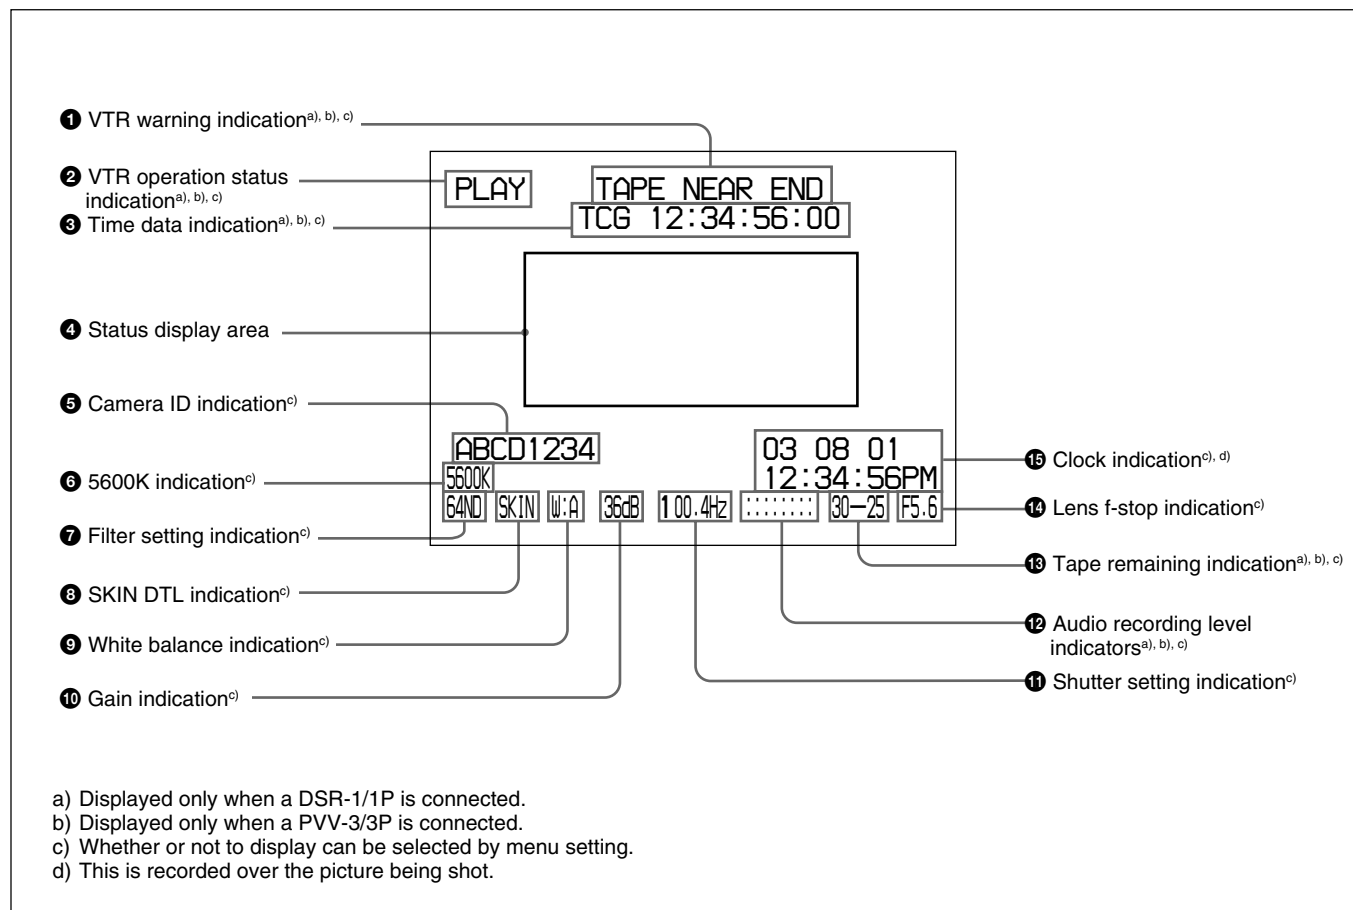 ❶ VTR warning indication a), b), c)
❷ VTR operation status
indication a), b), c)
❸ Time data indication a), b), c)
❹ Status display area
❺ Camera ID indication c)
❻ 5600K indication c)
❼ Filter setting indication c)
❽ SKIN DTL indication c)
❾ White balance indication c)
❿ Gain indication c)
PLAY
TAPE NEAR END
TCG 12:34:56:00
ABCD1234
03 08 01
5600K
12:34:56PM
64ND SKIN W:A 36dB 100.4Hz :::::::: 30—25 F5.6
⓯ Clock indication c), d)
⓮ Lens f-stop indication c)
⓭ Tape remaining indication a), b), c)
⓬ Audio recording level
indicators a), b), c)
⓫ Shutter setting indication c)
a) Displayed only when a DSR-1/1P is connected.
b) Displayed only when a PVV-3/3P is connected.
c) Whether or not to display can be selected by menu setting.
d) This is recorded over the picture being shot.